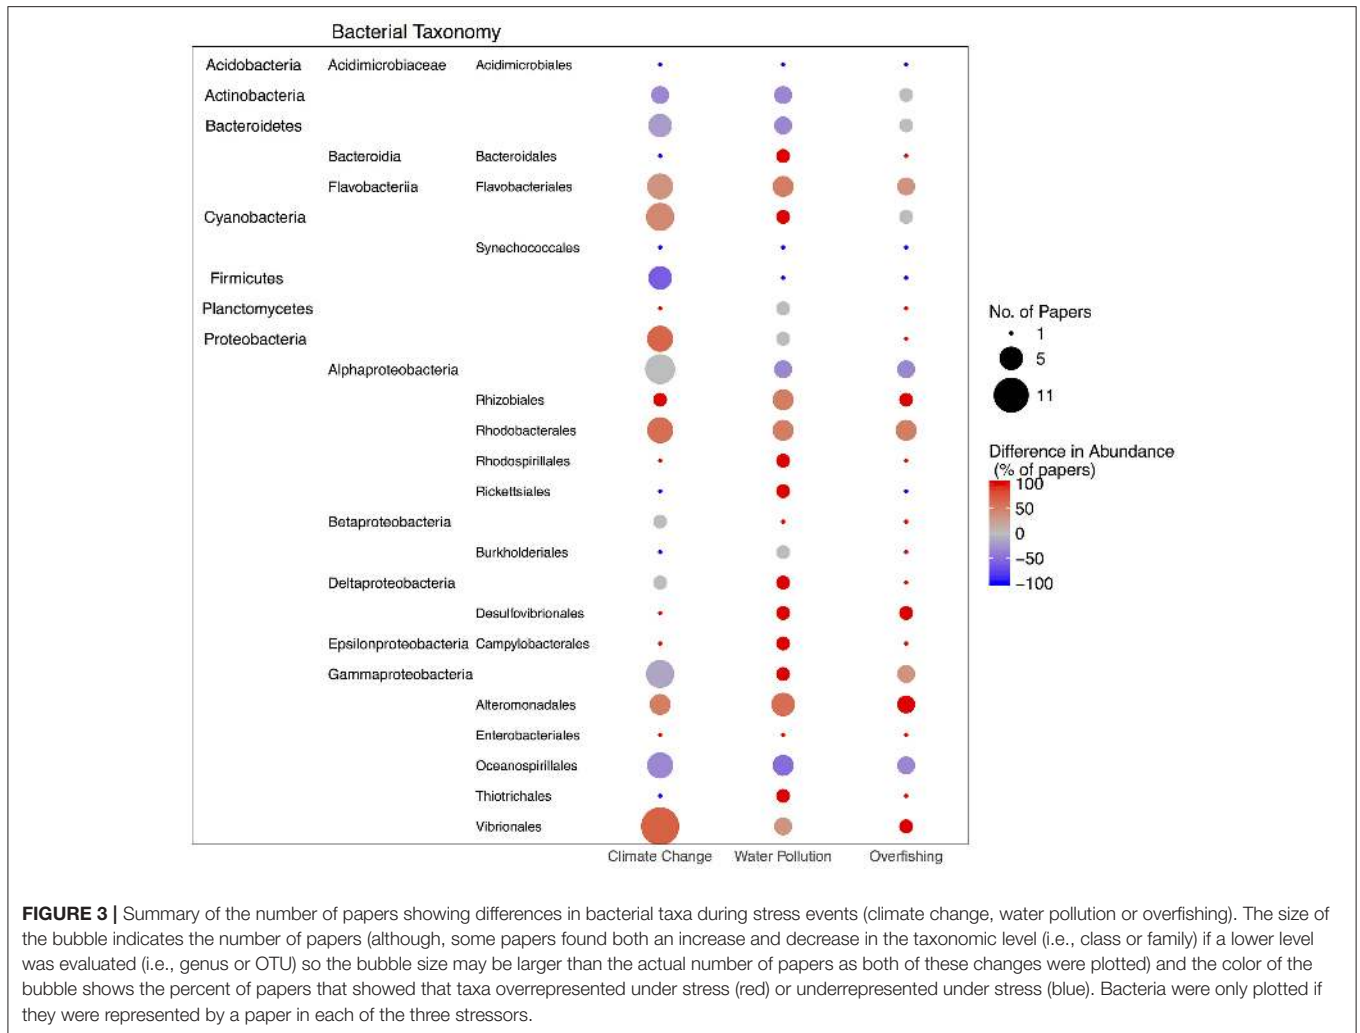 Bacterial Taxonomy
Acidobacteria Acidimicrobiaceae Acidimicrobiales
Actinobacteria
Bacteroidetes
Bacteroidia Bacteroidales
Flavobacteriia Flavobacteriales
Cyanobacteria
Synechococcales
Firmicutes
Planctomycetes
Proteobacteria
Alphaproteobacteria
Rhizobiales
Rhodobacterales
Rhodospirillales
Rickettsiales
Betaproteobacteria
Burkholderiales
Deltaproteobacteria
Desulfovibrionales
Epsilonproteobacteria Campylobacterales
Gammaproteobacteria
Alteromonadales
Enterobacteriales
Oceanospirillales
Thiotrichales
Vibrionales
Climate Change Water Pollution Overfishing
No. of Papers
1
5
11
Difference in Abundance
(% of papers)
100
50
0
−50
−100
FIGURE 3 | Summary of the number of papers showing differences in bacterial taxa during stress events (climate change, water pollution or overfishing). The size of
the bubble indicates the number of papers (although, some papers found both an increase and decrease in the taxonomic level (i.e., class or family) if a lower level
was evaluated (i.e., genus or OTU) so the bubble size may be larger than the actual number of papers as both of these changes were plotted) and the color of the
bubble shows the percent of papers that showed that taxa overrepresented under stress (red) or underrepresented under stress (blue). Bacteria were only plotted if
they were represented by a paper in each of the three stressors.